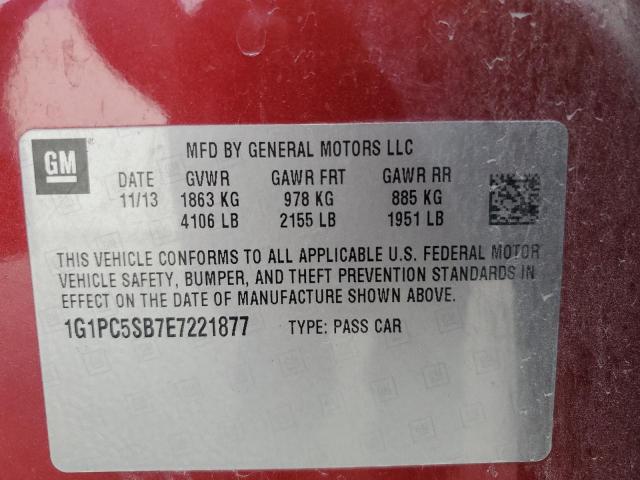 GM
MFD BY GENERAL MOTORS LLC
DATE GVWR GAWR FRT GAWR RR
11/13 1863 KG 978 KG 885 KG
4106 LB 2155 LB 1951 LB
THIS VEHICLE CONFORMS TO ALL APPLICABLE U.S. FEDERAL MOTOR
VEHICLE SAFETY, BUMPER, AND THEFT PREVENTION STANDARDS IN
EFFECT ON THE DATE OF MANUFACTURE SHOWN ABOVE.
1G1PC5SB7E7221877 TYPE: PASS CAR